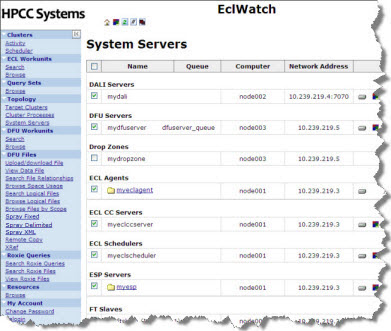 HPCC Systems
EclWatch
Clusters
Activity
Scheduler
ECL Workunits
Search
Browse
Query Sets
Browse
Topology
Target Clusters
Cluster Processes
System Servers
DFU Workunits
Search
Browse
DFU Files
Upload/download File
View Data File
Search File Relationships
Browse Space Usage
Search Logical Files
Browse Logical Files
Browse Files by Scope
Spray Fixed
Spray Delimited
Spray XML
Remote Copy
XRef
Roxie Queries
Search Roxie Queries
Search Roxie Files
View Roxie Files
Resources
Browse
My Account
Change Password
System Servers
Name Queue Computer Network Address
DALI Servers
mydali node002 10.239.219.4:7070
DFU Servers
mydfuserver dfuserver_queue node003 10.239.219.5
Drop Zones
mydropzone node003 10.239.219.5
ECL Agents
myeclagent node001 10.239.219.3
ECL CC Servers
myeclccserver node001 10.239.219.3
ECL Schedulers
myeclscheduler node001 10.239.219.3
ESP Servers
myesp node001 10.239.219.3
FT Slaves